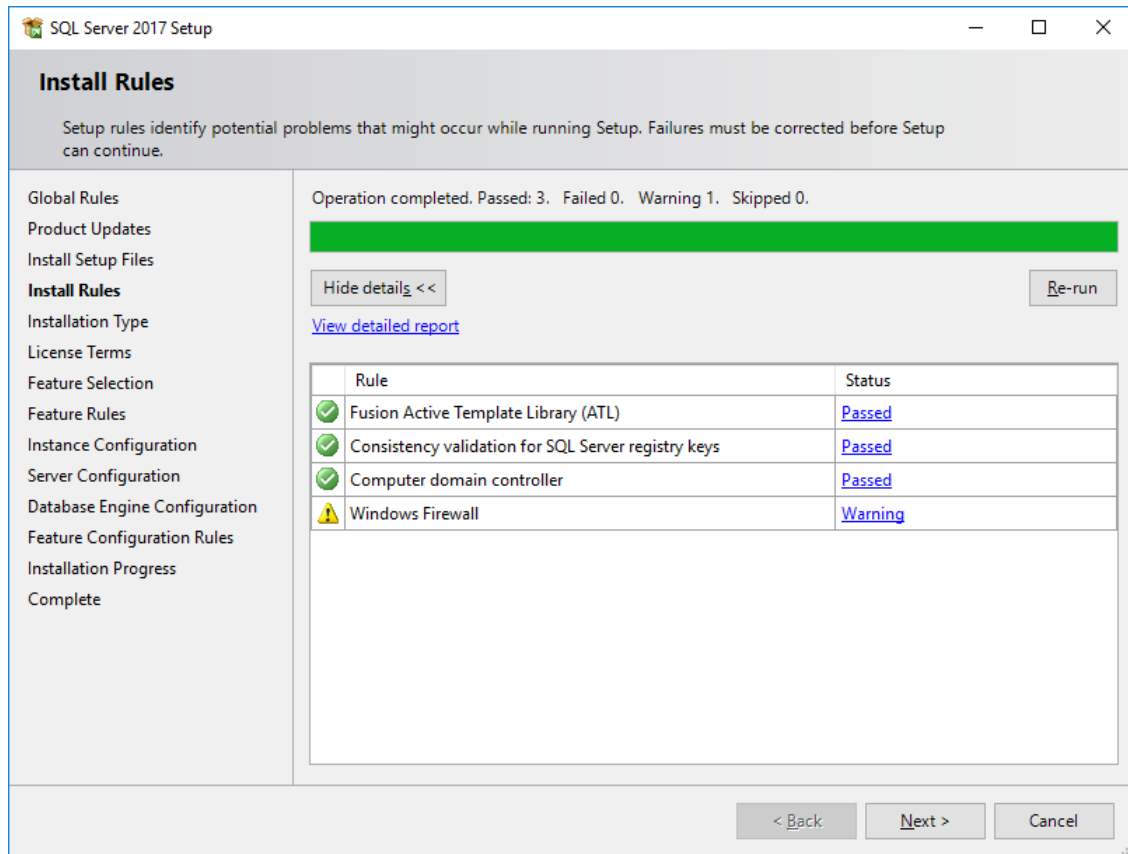 SQL Server 2017 Setup
Install Rules
Setup rules identify potential problems that might occur while running Setup. Failures must be corrected before Setup
can continue.
Global Rules
Product Updates
Install Setup Files
Install Rules
Installation Type
License Terms
Feature Selection
Feature Rules
Instance Configuration
Server Configuration
Database Engine Configuration
Feature Configuration Rules
Installation Progress
Complete
Operation completed. Passed: 3. Failed 0. Warning 1. Skipped 0.
Hide details <<
Re-run
View detailed report
Rule Status
Fusion Active Template Library (ATL) Passed
Consistency validation for SQL Server registry keys Passed
Computer domain controller Passed
Windows Firewall Warning
< Back
Next >
Cancel